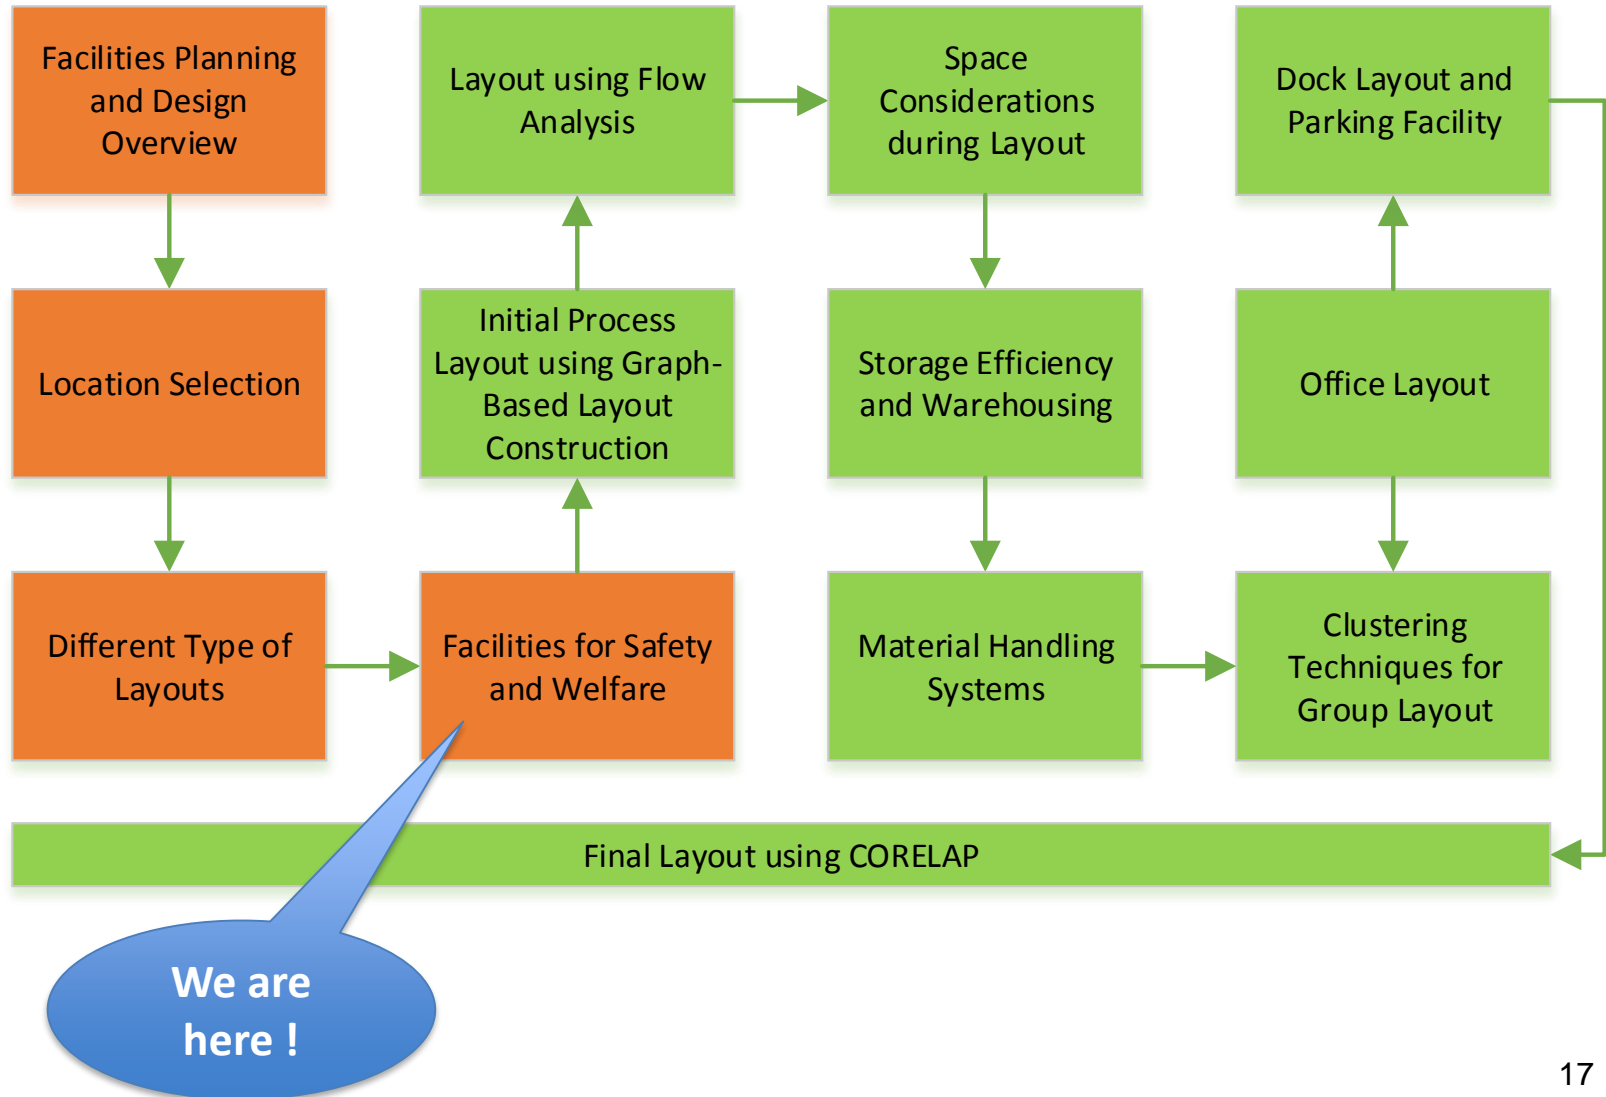 Facilities Planning
and Design
Overview
Location Selection
Different Type of
Layouts
Facilities for Safety
and Welfare
Initial Process
Layout using Graph-
Based Layout
Construction
Layout using Flow
Analysis
Space
Considerations
during Layout
Storage Efficiency
and Warehousing
Material Handling
Systems
Clustering
Techniques for
Group Layout
Office Layout
Dock Layout and
Parking Facility
Final Layout using CORELAP
We are
here !
17